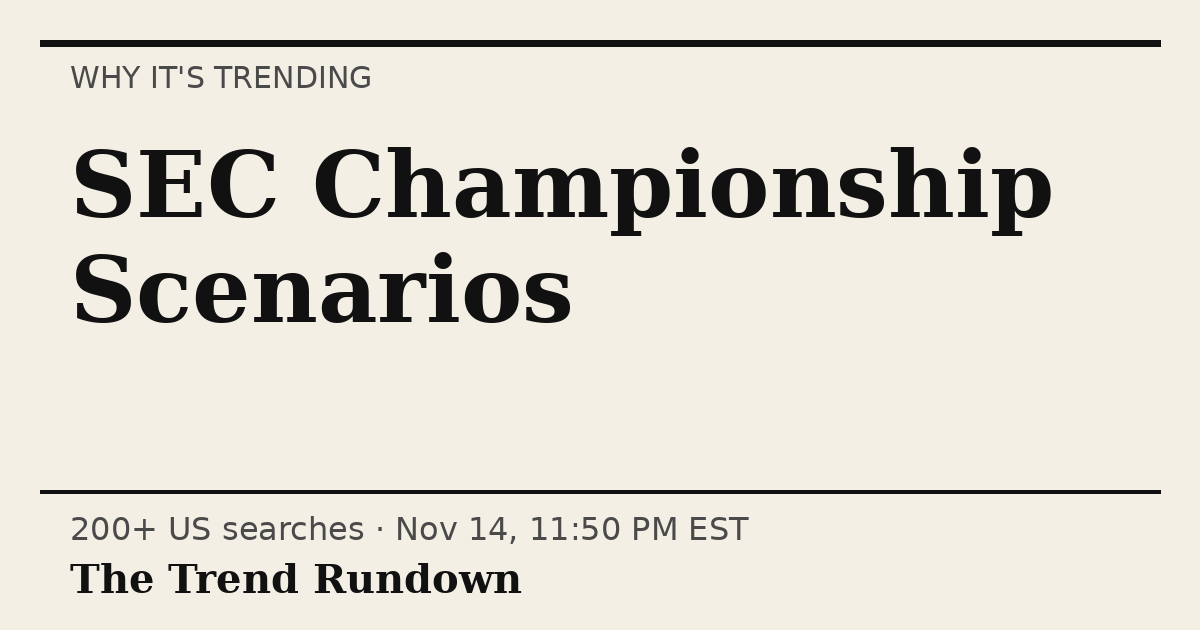 WHY IT'S TRENDING
SEC Championship
Scenarios
200+ US searches · Nov 14, 11:50 PM EST
The Trend Rundown